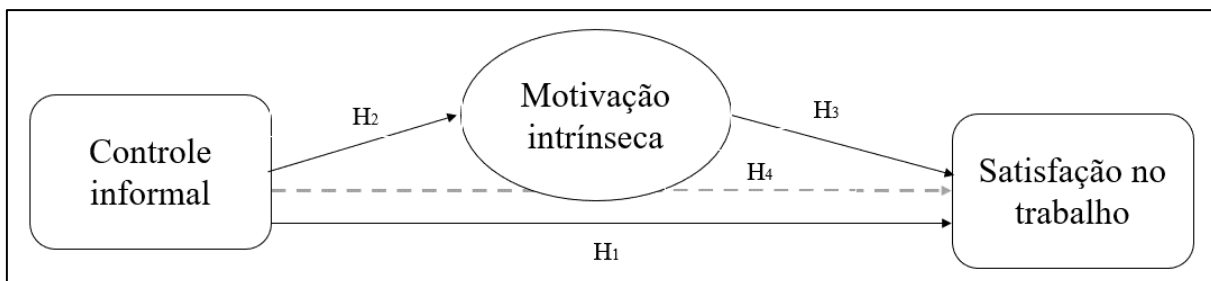 Controle
informal
H₂
Motivação
intrínseca
H₃
H₄
H₁
Satisfação no
trabalho